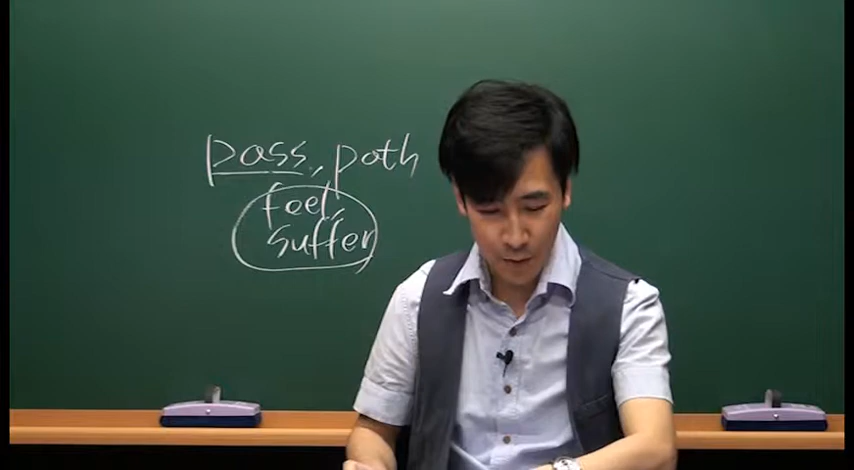 pass, path
feel,
suffer